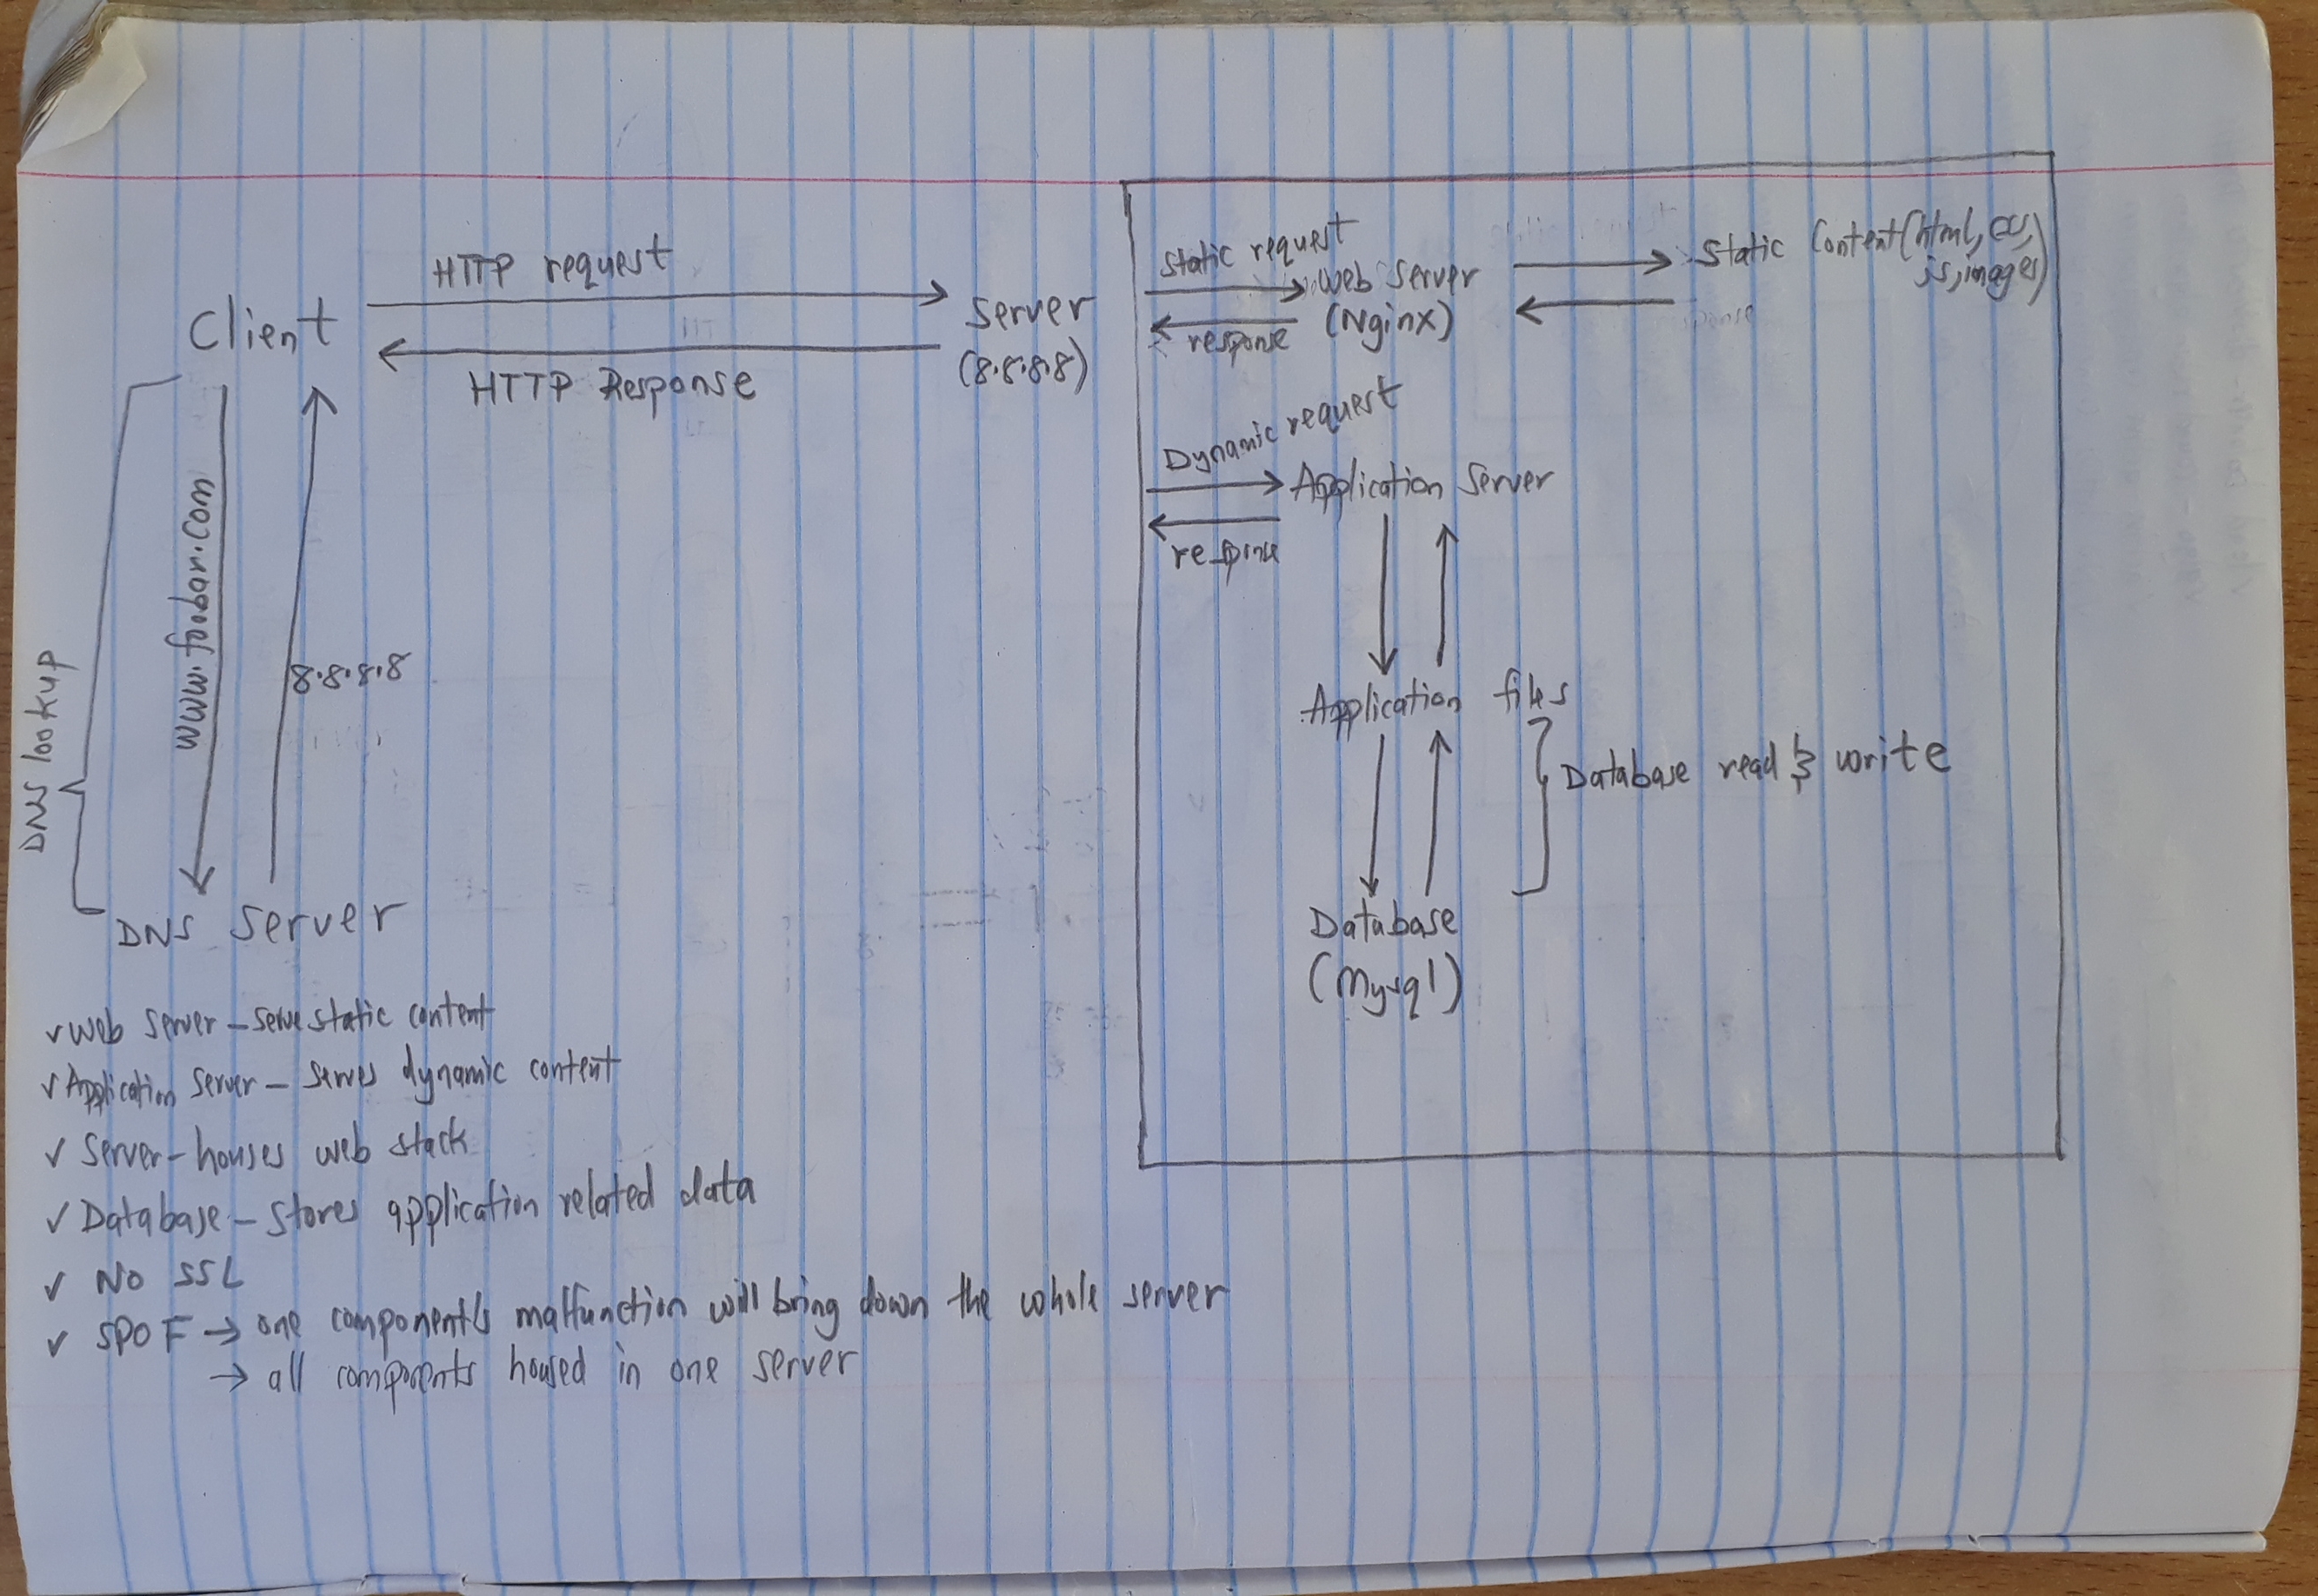 HTTP request
Client
Server
(8.8.8.8)
HTTP Response
DNS lookup
www.foobar.com
8.8.8.8
DNS Server
Static request
Web Server
(Nginx)
response
Static Content (html, css,
js, images)
Dynamic request
Application Server
response
Application files
Database read & write
Database
(Mysql)
✓ Web Server - serve static content
✓ Application Server - serves dynamic content
✓ Server - houses web stack
✓ Database - stores application related data
✓ No SSL
✓ SPOF → one component's malfunction will bring down the whole server
→ all components housed in one server